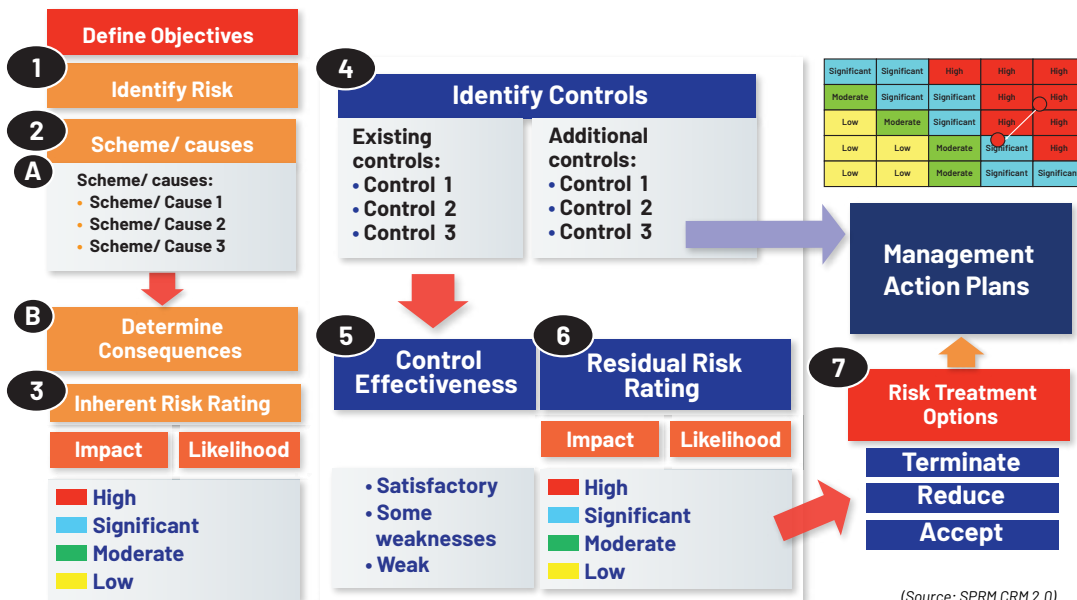 Define Objectives
1
Identify Risk
2
Scheme/ causes
A
Scheme/ causes:
• Scheme/ Cause 1
• Scheme/ Cause 2
• Scheme/ Cause 3
B
Determine
Consequences
3
Inherent Risk Rating
Impact
Likelihood
High
Significant
Moderate
Low
4
Identify Controls
Existing
controls:
• Control 1
• Control 2
• Control 3
Additional
controls:
• Control 1
• Control 2
• Control 3
5
Control
Effectiveness
• Satisfactory
• Some
weaknesses
• Weak
6
Residual Risk
Rating
Impact
Likelihood
High
Significant
Moderate
Low
Significant Significant High High High
Moderate Significant Significant High High
Low Moderate Significant High High
Low Low Moderate Significant High
Low Low Moderate Significant Significant
Management
Action Plans
7
Risk Treatment
Options
Terminate
Reduce
Accept
(Source: SPRM CRM 2.0)